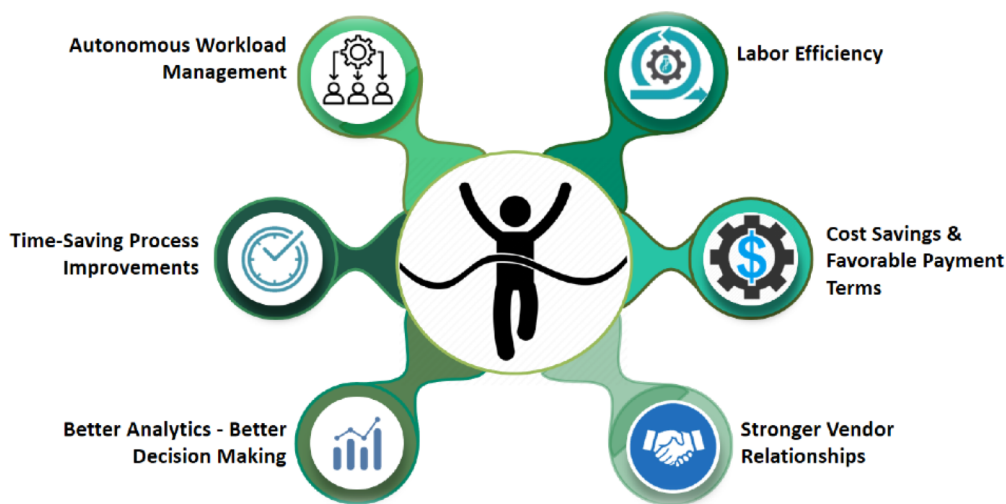 Autonomous Workload
Management
Labor Efficiency
Time-Saving Process
Improvements
Cost Savings &
Favorable Payment
Terms
Better Analytics - Better
Decision Making
Stronger Vendor
Relationships
$